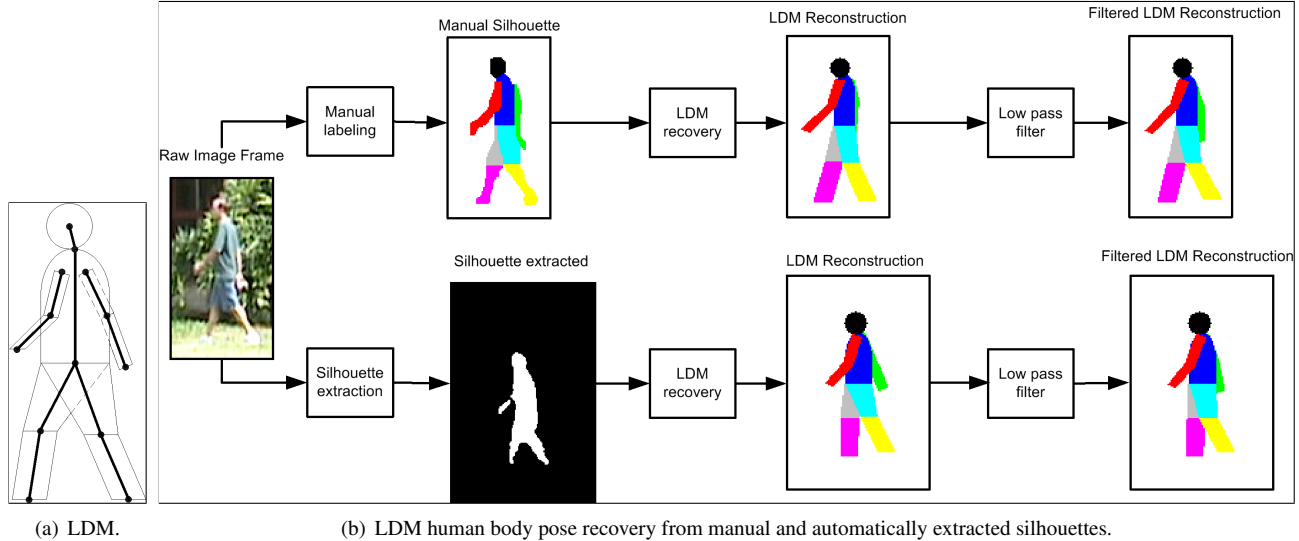 Manual Silhouette
LDM Reconstruction
Filtered LDM Reconstruction
Raw Image Frame
Manual
labeling
LDM
recovery
Low pass
filter
Silhouette extracted
LDM Reconstruction
Filtered LDM Reconstruction
Silhouette
extraction
LDM
recovery
Low pass
filter
(a) LDM.
(b) LDM human body pose recovery from manual and automatically extracted silhouettes.